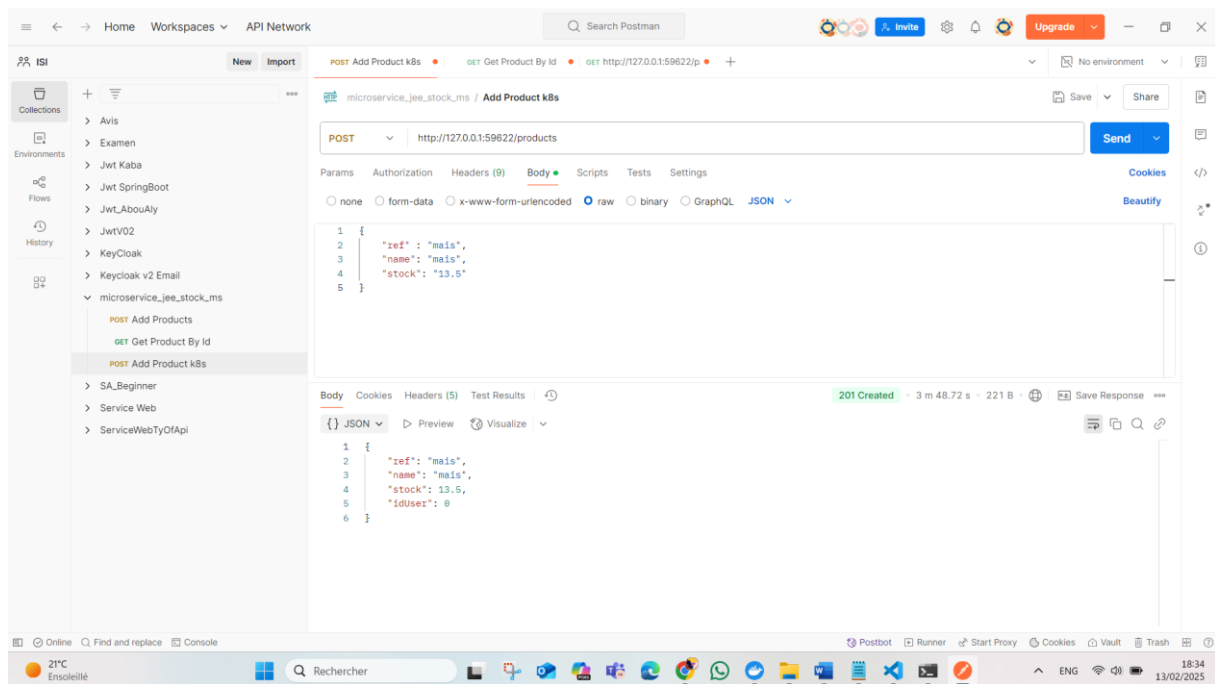 Home Workspaces API Network Search Postman Invite Upgrade
ISI New Import POST Add Product k8s GET Get Product By Id GET http://127.0.0.1:59622/p No environment
Collections
Environments
Flows
History
Avis
Examen
Jwt Kaba
Jwt SpringBoot
Jwt_AbouAly
JwtV02
KeyCloak
Keycloak v2 Email
microservice_jee_stock_ms
POST Add Products
GET Get Product By Id
POST Add Product k8s
SA_Beginner
Service Web
ServiceWebTyOfApi
HTTP microservice_jee_stock_ms / Add Product k8s Save Share
POST http://127.0.0.1:59622/products Send
Params Authorization Headers (9) Body Scripts Tests Settings Cookies
none form-data x-www-form-urlencoded raw binary GraphQL JSON Beautify
1 {
2 "ref" : "mais",
3 "name": "mais",
4 "stock": "13.5"
5 }
Body Cookies Headers (5) Test Results 201 Created 3 m 48.72 s 221 B Save Response
{} JSON Preview Visualize
1 {
2 "ref": "mais",
3 "name": "mais",
4 "stock": 13.5,
5 "idUser": 0
6 }
Online Find and replace Console Postbot Runner Start Proxy Cookies Vault Trash
21°C
Ensoleillé
Rechercher
ENG
18:34
13/02/2025